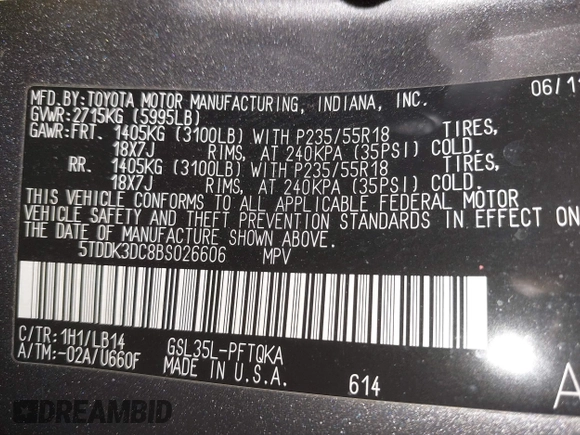 MFD.BY:TOYOTA MOTOR MANUFACTURING, INDIANA, INC. 06/11
GVWR:2715KG (5995LB)
GAWR:FRT. 1405KG (3100LB) WITH P235/55R18 TIRES,
18X7J RIMS, AT 240KPA (35PSI) COLD.
RR. 1405KG (3100LB) WITH P235/55R18 TIRES,
18X7J RIMS, AT 240KPA (35PSI) COLD.
THIS VEHICLE CONFORMS TO ALL APPLICABLE FEDERAL MOTOR
VEHICLE SAFETY AND THEFT PREVENTION STANDARDS IN EFFECT ON
THE DATE OF MANUFACTURE SHOWN ABOVE.
5TDDK3DC8BS026606 MPV
C/TR:1H1/LB14 GSL35L-PFTQKA
A/TM:-02A/U660F MADE IN U.S.A. 614
DREAMBID